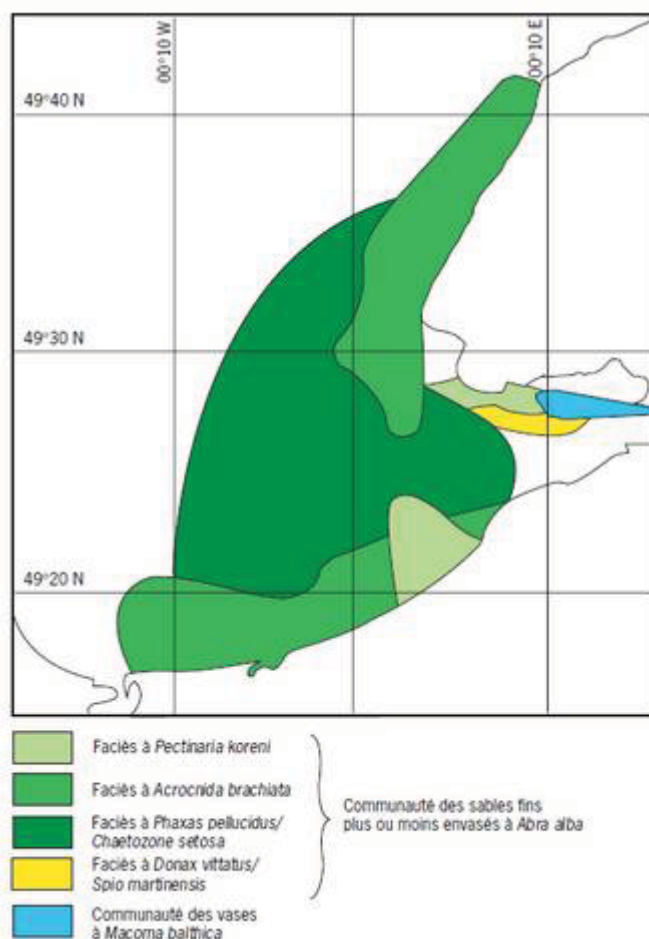 00°10 W
00°10 E
49°40 N
49°30 N
49°20 N
Faciès à Pectinaria koreni
Faciès à Acrocnida brachiata
Faciès à Phaxas pellucidus/
Chaetozone setosa
Faciès à Donax vittatus/
Spio martinensis
Communauté des sables fins
plus ou moins envasés à Abra alba
Communauté des vases
à Macoma balthica